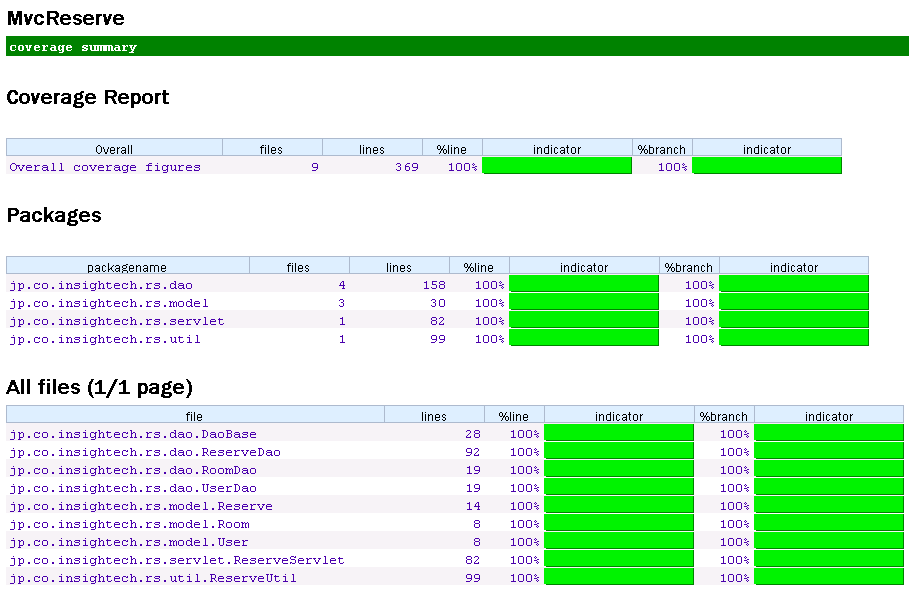 MvcReserve
coverage summary
Coverage Report
Overall files lines %line indicator %branch indicator
Overall coverage figures 9 369 100% 100%
Packages
packagename files lines %line indicator %branch indicator
jp.co.insightech.rs.dao 4 158 100% 100%
jp.co.insightech.rs.model 3 30 100% 100%
jp.co.insightech.rs.servlet 1 82 100% 100%
jp.co.insightech.rs.util 1 99 100% 100%
All files (1/1 page)
file lines %line indicator %branch indicator
jp.co.insightech.rs.dao.DaoBase 28 100% 100%
jp.co.insightech.rs.dao.ReserveDao 92 100% 100%
jp.co.insightech.rs.dao.RoomDao 19 100% 100%
jp.co.insightech.rs.dao.UserDao 19 100% 100%
jp.co.insightech.rs.model.Reserve 14 100% 100%
jp.co.insightech.rs.model.Room 8 100% 100%
jp.co.insightech.rs.model.User 8 100% 100%
jp.co.insightech.rs.servlet.ReserveServlet 82 100% 100%
jp.co.insightech.rs.util.ReserveUtil 99 100% 100%